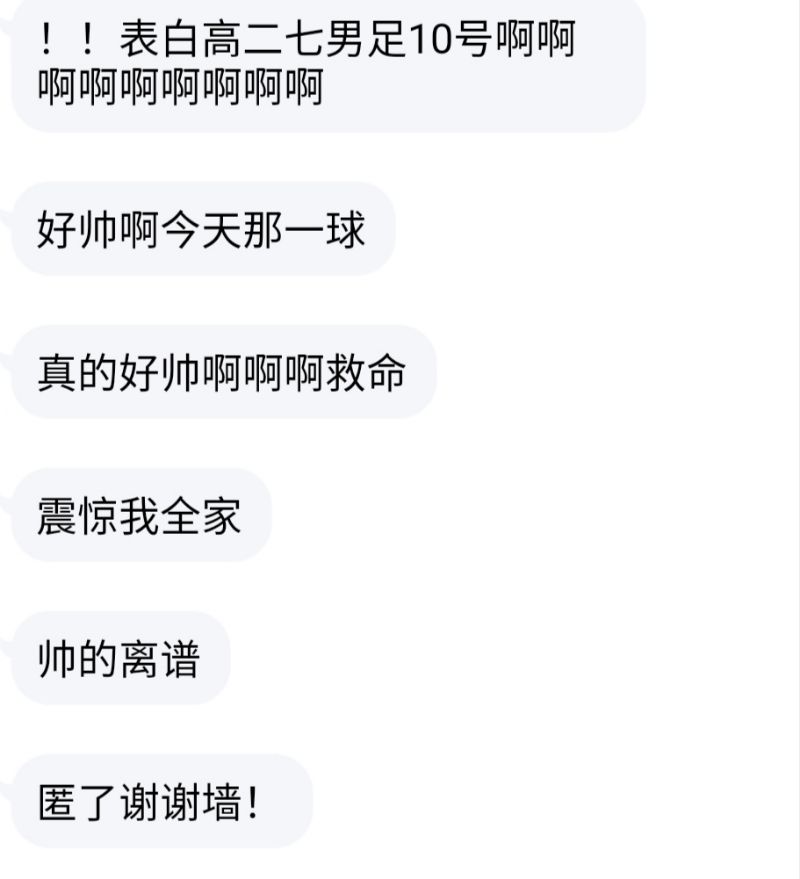 ！！表白高二七男足10号啊啊
啊啊啊啊啊啊啊
好帅啊今天那一球
真的好帅啊啊啊救命
震惊我全家
帅的离谱
匿了谢谢墙！